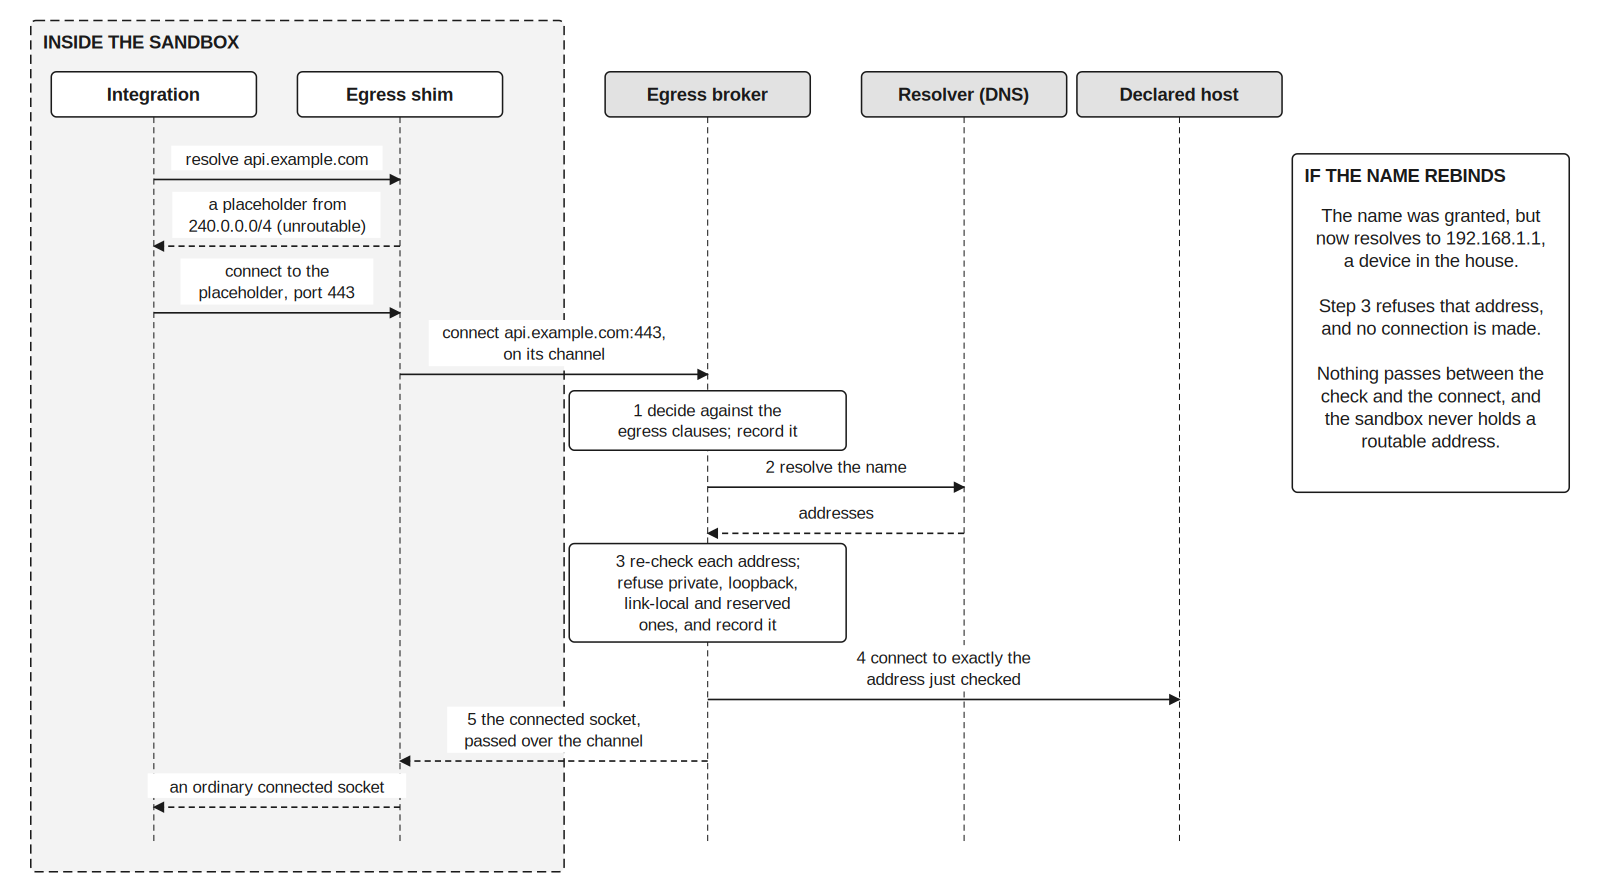 INSIDE THE SANDBOX
Integration
Egress shim
Egress broker
Resolver (DNS)
Declared host
resolve api.example.com
a placeholder from
240.0.0.0/4 (unroutable)
connect to the
placeholder, port 443
connect api.example.com:443,
on its channel
1 decide against the
egress clauses; record it
2 resolve the name
addresses
3 re-check each address;
refuse private, loopback,
link-local and reserved
ones, and record it
4 connect to exactly the
address just checked
5 the connected socket,
passed over the channel
an ordinary connected socket
IF THE NAME REBINDS
The name was granted, but
now resolves to 192.168.1.1,
a device in the house.
Step 3 refuses that address,
and no connection is made.
Nothing passes between the
check and the connect, and
the sandbox never holds a
routable address.